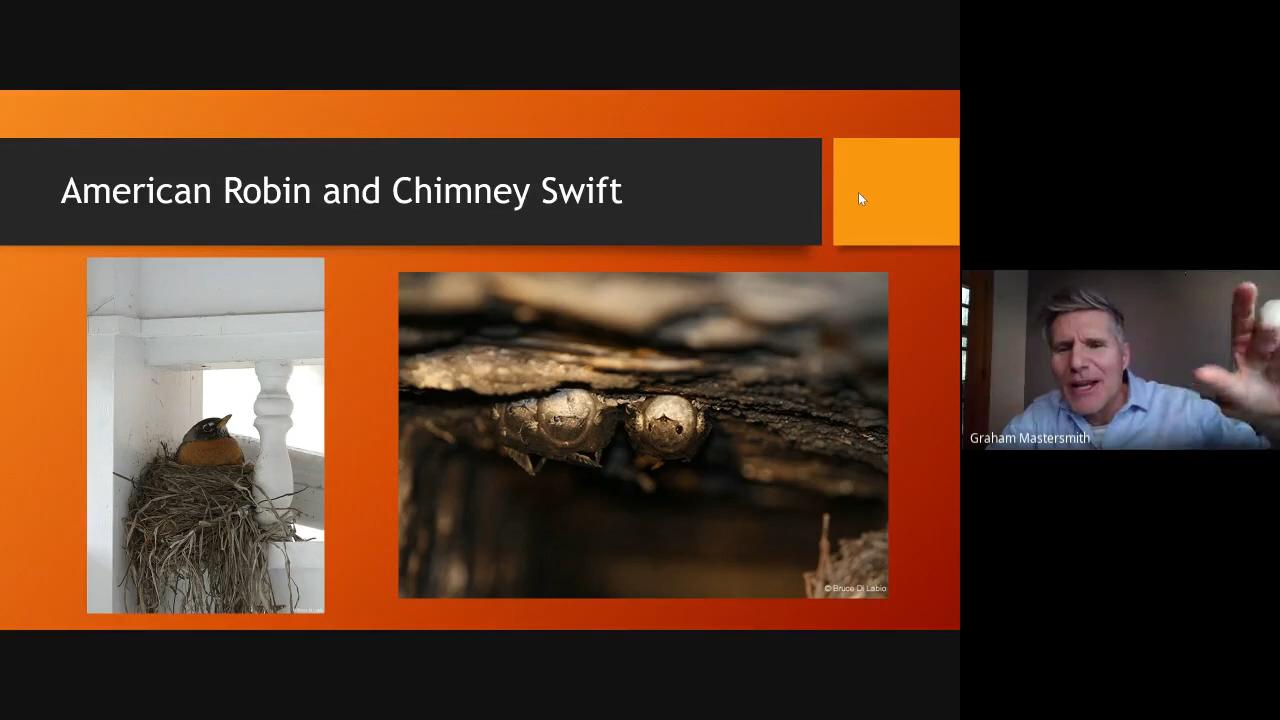 American Robin and Chimney Swift
© Bruce Di Labio
Graham Mastersmith